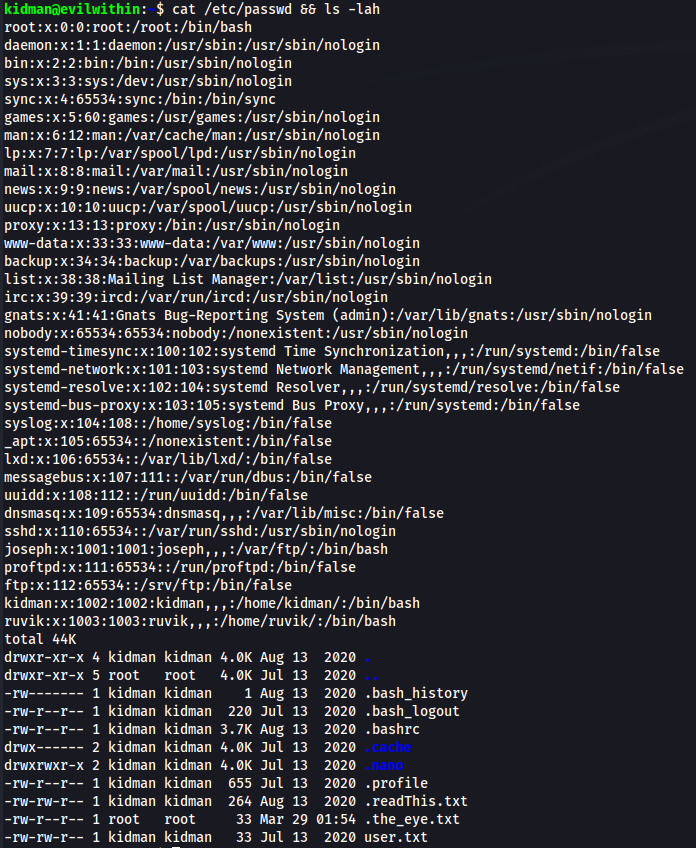 kidman@evilwithin:~$ cat /etc/passwd && ls -lah
root:x:0:0:root:/root:/bin/bash
daemon:x:1:1:daemon:/usr/sbin:/usr/sbin/nologin
bin:x:2:2:bin:/bin:/usr/sbin/nologin
sys:x:3:3:sys:/dev:/usr/sbin/nologin
sync:x:4:65534:sync:/bin:/bin/sync
games:x:5:60:games:/usr/games:/usr/sbin/nologin
man:x:6:12:man:/var/cache/man:/usr/sbin/nologin
lp:x:7:7:lp:/var/spool/lpd:/usr/sbin/nologin
mail:x:8:8:mail:/var/mail:/usr/sbin/nologin
news:x:9:9:news:/var/spool/news:/usr/sbin/nologin
uucp:x:10:10:uucp:/var/spool/uucp:/usr/sbin/nologin
proxy:x:13:13:proxy:/bin:/usr/sbin/nologin
www-data:x:33:33:www-data:/var/www:/usr/sbin/nologin
backup:x:34:34:backup:/var/backups:/usr/sbin/nologin
list:x:38:38:Mailing List Manager:/var/list:/usr/sbin/nologin
irc:x:39:39:ircd:/var/run/ircd:/usr/sbin/nologin
gnats:x:41:41:Gnats Bug-Reporting System (admin):/var/lib/gnats:/usr/sbin/nologin
nobody:x:65534:65534:nobody:/nonexistent:/usr/sbin/nologin
systemd-timesync:x:100:102:systemd Time Synchronization,,,:/run/systemd:/bin/false
systemd-network:x:101:103:systemd Network Management,,,:/run/systemd/netif:/bin/false
systemd-resolve:x:102:104:systemd Resolver,,,:/run/systemd/resolve:/bin/false
systemd-bus-proxy:x:103:105:systemd Bus Proxy,,,:/run/systemd:/bin/false
syslog:x:104:108::/home/syslog:/bin/false
_apt:x:105:65534::/nonexistent:/bin/false
lxd:x:106:65534::/var/lib/lxd/:/bin/false
messagebus:x:107:111::/var/run/dbus:/bin/false
uuidd:x:108:112::/run/uuidd:/bin/false
dnsmasq:x:109:65534:dnsmasq,,,:/var/lib/misc:/bin/false
sshd:x:110:65534::/var/run/sshd:/usr/sbin/nologin
joseph:x:1001:1001:joseph,,,:/var/ftp/:/bin/bash
proftpd:x:111:65534::/run/proftpd:/bin/false
ftp:x:112:65534::/srv/ftp:/bin/false
kidman:x:1002:1002:kidman,,,:/home/kidman/:/bin/bash
ruvik:x:1003:1003:ruvik,,,:/home/ruvik/:/bin/bash
total 44K
drwxr-xr-x 4 kidman kidman 4.0K Aug 13  2020 .
drwxr-xr-x 5 root   root   4.0K Jul 13  2020 ..
-rw------- 1 kidman kidman    1 Aug 13  2020 .bash_history
-rw-r--r-- 1 kidman kidman  220 Jul 13  2020 .bash_logout
-rw-r--r-- 1 kidman kidman 3.7K Aug 13  2020 .bashrc
drwx------ 2 kidman kidman 4.0K Jul 13  2020 .cache
drwxrwxr-x 2 kidman kidman 4.0K Jul 13  2020 .nano
-rw-r--r-- 1 kidman kidman  655 Jul 13  2020 .profile
-rw-rw-r-- 1 kidman kidman  264 Aug 13  2020 .readThis.txt
-rw-r--r-- 1 root   root     33 Mar 29 01:54 .the_eye.txt
-rw-rw-r-- 1 kidman kidman   33 Jul 13  2020 user.txt